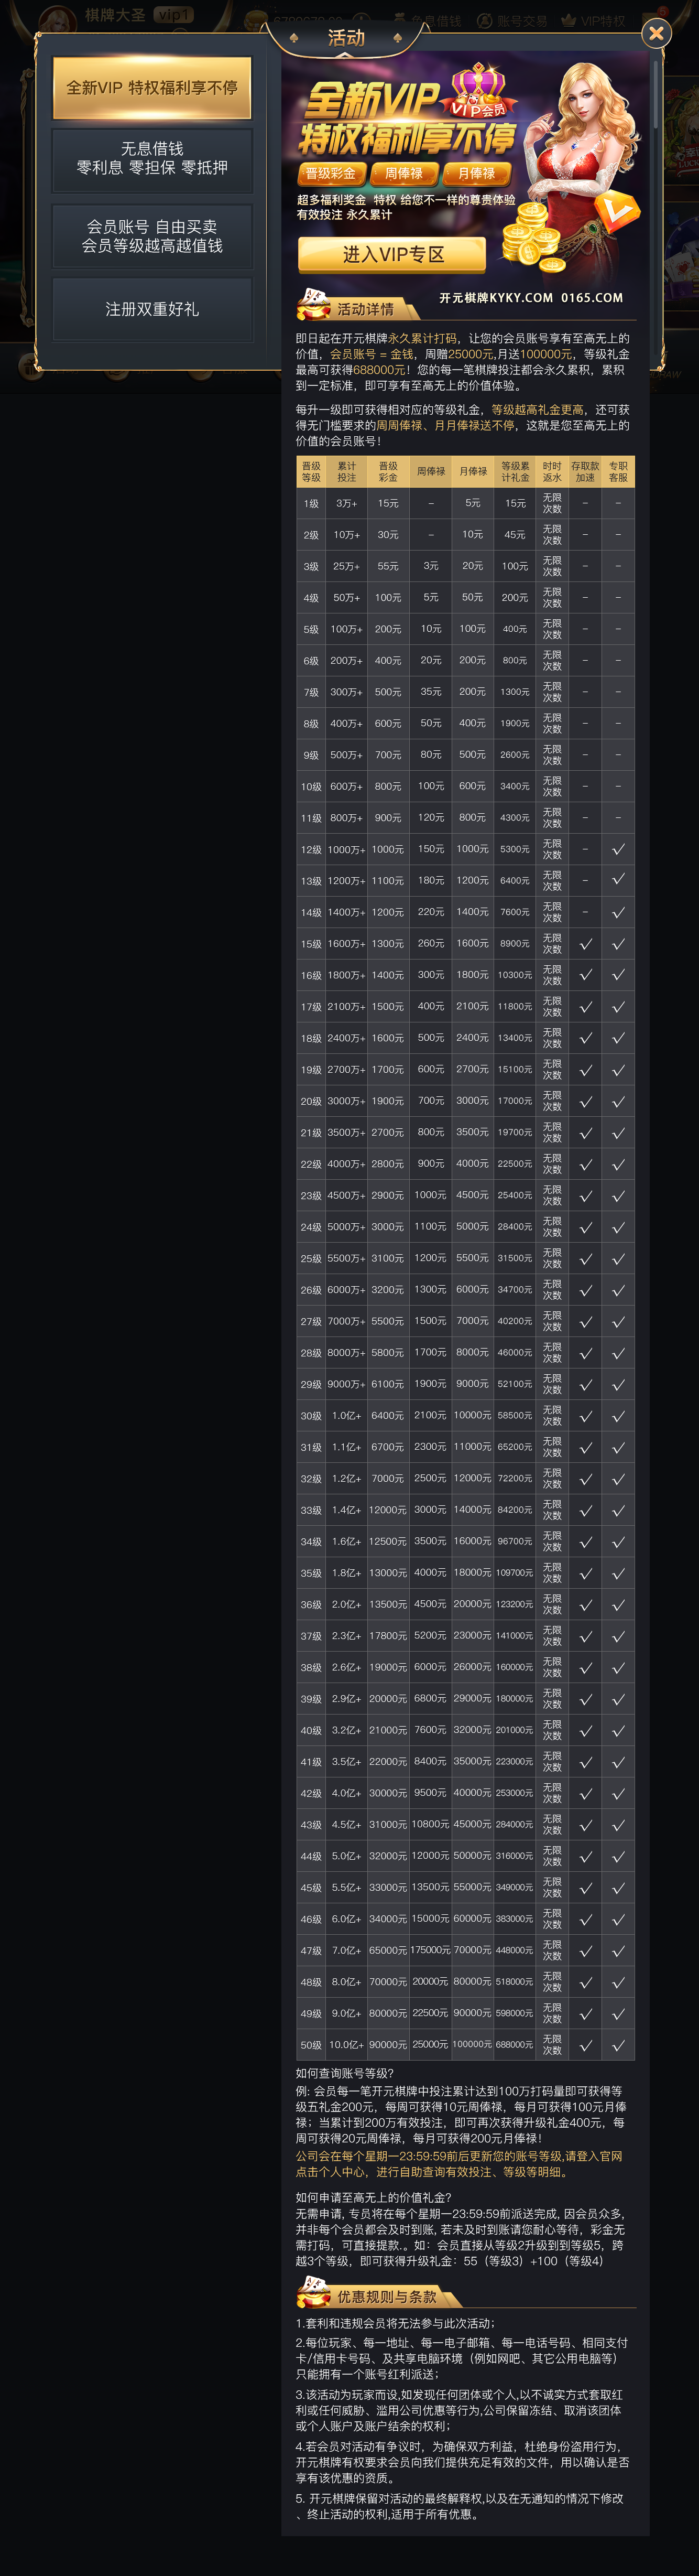 棋牌大圣 vip1
免息借钱 账号交易 VIP特权
活动
全新VIP 特权福利享不停
无息借钱
零利息 零担保 零抵押
会员账号 自由买卖
会员等级越高越值钱
注册双重好礼
全新VIP
VIP会员
特权福利享不停
晋级彩金 周俸禄 月俸禄
超多福利奖金 特权 给您不一样的尊贵体验
有效投注 永久累计
进入VIP专区
开元棋牌KYKY.COM 0165.COM
活动详情
即日起在开元棋牌永久累计打码，让您的会员账号享有至高无上的
价值，会员账号 = 金钱，周赠25000元,月送100000元，等级礼金
最高可获得688000元！您的每一笔棋牌投注都会永久累积，累积
到一定标准，即可享有至高无上的价值体验。
每升一级即可获得相对应的等级礼金，等级越高礼金更高，还可获
得无门槛要求的周周俸禄、月月俸禄送不停，这就是您至高无上的
价值的会员账号！
晋级等级 累计投注 晋级彩金 周俸禄 月俸禄 等级累计礼金 时时返水 存取款加速 专职客服
1级 3万+ 15元 – 5元 15元 无限次数 – –
2级 10万+ 30元 – 10元 45元 无限次数 – –
3级 25万+ 55元 3元 20元 100元 无限次数 – –
4级 50万+ 100元 5元 50元 200元 无限次数 – –
5级 100万+ 200元 10元 100元 400元 无限次数 – –
6级 200万+ 400元 20元 200元 800元 无限次数 – –
7级 300万+ 500元 35元 200元 1300元 无限次数 – –
8级 400万+ 600元 50元 400元 1900元 无限次数 – –
9级 500万+ 700元 80元 500元 2600元 无限次数 – –
10级 600万+ 800元 100元 600元 3400元 无限次数 – –
11级 800万+ 900元 120元 800元 4300元 无限次数 – –
12级 1000万+ 1000元 150元 1000元 5300元 无限次数 – √
13级 1200万+ 1100元 180元 1200元 6400元 无限次数 – √
14级 1400万+ 1200元 220元 1400元 7600元 无限次数 – √
15级 1600万+ 1300元 260元 1600元 8900元 无限次数 √ √
16级 1800万+ 1400元 300元 1800元 10300元 无限次数 √ √
17级 2100万+ 1500元 400元 2100元 11800元 无限次数 √ √
18级 2400万+ 1600元 500元 2400元 13400元 无限次数 √ √
19级 2700万+ 1700元 600元 2700元 15100元 无限次数 √ √
20级 3000万+ 1900元 700元 3000元 17000元 无限次数 √ √
21级 3500万+ 2700元 800元 3500元 19700元 无限次数 √ √
22级 4000万+ 2800元 900元 4000元 22500元 无限次数 √ √
23级 4500万+ 2900元 1000元 4500元 25400元 无限次数 √ √
24级 5000万+ 3000元 1100元 5000元 28400元 无限次数 √ √
25级 5500万+ 3100元 1200元 5500元 31500元 无限次数 √ √
26级 6000万+ 3200元 1300元 6000元 34700元 无限次数 √ √
27级 7000万+ 5500元 1500元 7000元 40200元 无限次数 √ √
28级 8000万+ 5800元 1700元 8000元 46000元 无限次数 √ √
29级 9000万+ 6100元 1900元 9000元 52100元 无限次数 √ √
30级 1.0亿+ 6400元 2100元 10000元 58500元 无限次数 √ √
31级 1.1亿+ 6700元 2300元 11000元 65200元 无限次数 √ √
32级 1.2亿+ 7000元 2500元 12000元 72200元 无限次数 √ √
33级 1.4亿+ 12000元 3000元 14000元 84200元 无限次数 √ √
34级 1.6亿+ 12500元 3500元 16000元 96700元 无限次数 √ √
35级 1.8亿+ 13000元 4000元 18000元 109700元 无限次数 √ √
36级 2.0亿+ 13500元 4500元 20000元 123200元 无限次数 √ √
37级 2.3亿+ 17800元 5200元 23000元 141000元 无限次数 √ √
38级 2.6亿+ 19000元 6000元 26000元 160000元 无限次数 √ √
39级 2.9亿+ 20000元 6800元 29000元 180000元 无限次数 √ √
40级 3.2亿+ 21000元 7600元 32000元 201000元 无限次数 √ √
41级 3.5亿+ 22000元 8400元 35000元 223000元 无限次数 √ √
42级 4.0亿+ 30000元 9500元 40000元 253000元 无限次数 √ √
43级 4.5亿+ 31000元 10800元 45000元 284000元 无限次数 √ √
44级 5.0亿+ 32000元 12000元 50000元 316000元 无限次数 √ √
45级 5.5亿+ 33000元 13500元 55000元 349000元 无限次数 √ √
46级 6.0亿+ 34000元 15000元 60000元 383000元 无限次数 √ √
47级 7.0亿+ 65000元 175000元 70000元 448000元 无限次数 √ √
48级 8.0亿+ 70000元 20000元 80000元 518000元 无限次数 √ √
49级 9.0亿+ 80000元 22500元 90000元 598000元 无限次数 √ √
50级 10.0亿+ 90000元 25000元 100000元 688000元 无限次数 √ √
如何查询账号等级?
例: 会员每一笔开元棋牌中投注累计达到100万打码量即可获得等
级五礼金200元，每周可获得10元周俸禄，每月可获得100元月俸
禄；当累计到200万有效投注，即可再次获得升级礼金400元，每
周可获得20元周俸禄，每月可获得200元月俸禄！
公司会在每个星期一23:59:59前后更新您的账号等级,请登入官网
点击个人中心，进行自助查询有效投注、等级等明细。
如何申请至高无上的价值礼金?
无需申请, 专员将在每个星期一23:59:59前派送完成, 因会员众多,
并非每个会员都会及时到账, 若未及时到账请您耐心等待，彩金无
需打码，可直接提款.。如：会员直接从等级2升级到到等级5，跨
越3个等级，即可获得升级礼金：55（等级3）+100（等级4）
优惠规则与条款
1.套利和违规会员将无法参与此次活动；
2.每位玩家、每一地址、每一电子邮箱、每一电话号码、相同支付
卡/信用卡号码、及共享电脑环境（例如网吧、其它公用电脑等）
只能拥有一个账号红利派送；
3.该活动为玩家而设,如发现任何团体或个人,以不诚实方式套取红
利或任何威胁、滥用公司优惠等行为,公司保留冻结、取消该团体
或个人账户及账户结余的权利；
4.若会员对活动有争议时，为确保双方利益，杜绝身份盗用行为，
开元棋牌有权要求会员向我们提供充足有效的文件，用以确认是否
享有该优惠的资质。
5. 开元棋牌保留对活动的最终解释权,以及在无通知的情况下修改
、终止活动的权利,适用于所有优惠。